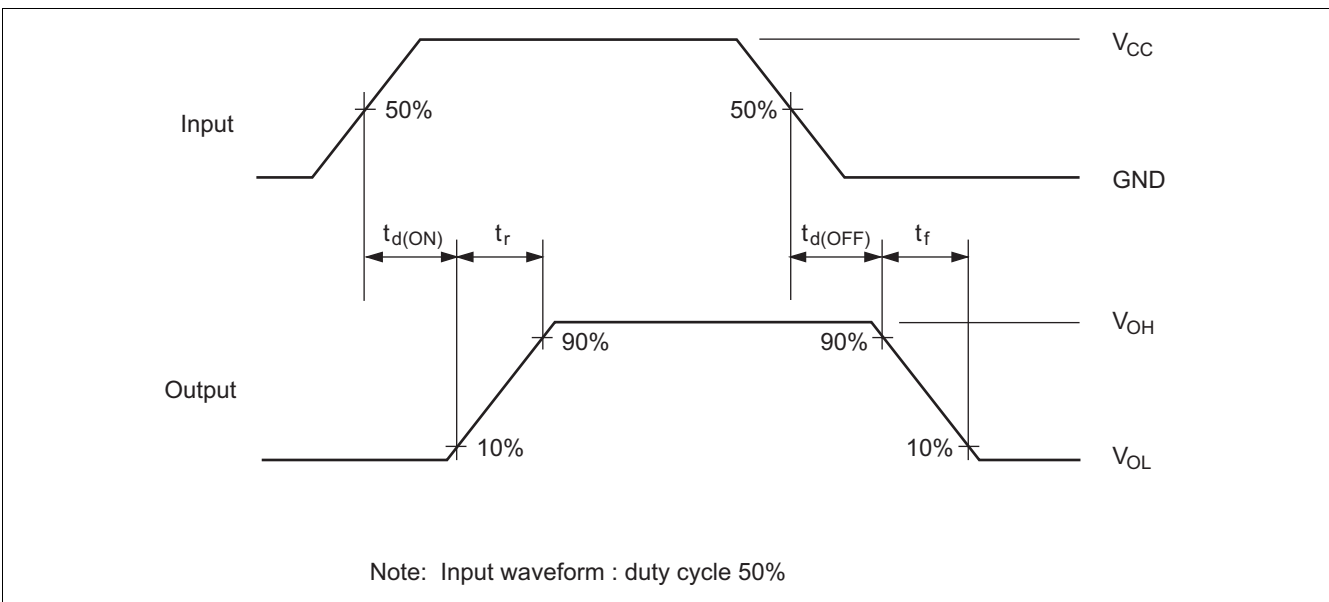 V_CC
50%
50%
Input
GND
t_d(ON) t_r t_d(OFF) t_f
V_OH
90%
90%
Output
10%
10%
V_OL
Note: Input waveform : duty cycle 50%